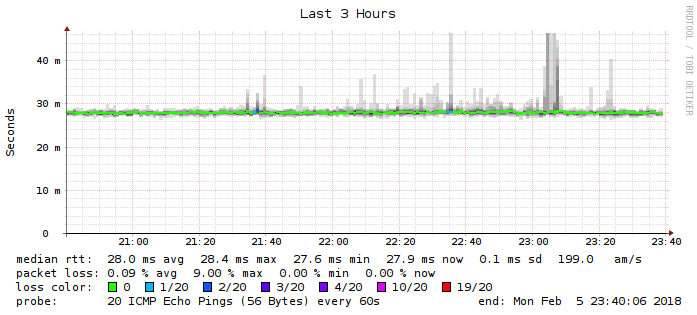 Last 3 Hours
RRDTOOL / TOBI OETIKER
Seconds
40 m
30 m
20 m
10 m
0
21:00 21:20 21:40 22:00 22:20 22:40 23:00 23:20 23:40
median rtt: 28.0 ms avg 28.4 ms max 27.6 ms min 27.9 ms now 0.1 ms sd 199.0 am/s
packet loss: 0.09 % avg 9.00 % max 0.00 % min 0.00 % now
loss color: 0 1/20 2/20 3/20 4/20 10/20 19/20
probe: 20 ICMP Echo Pings (56 Bytes) every 60s end: Mon Feb 5 23:40:06 2018